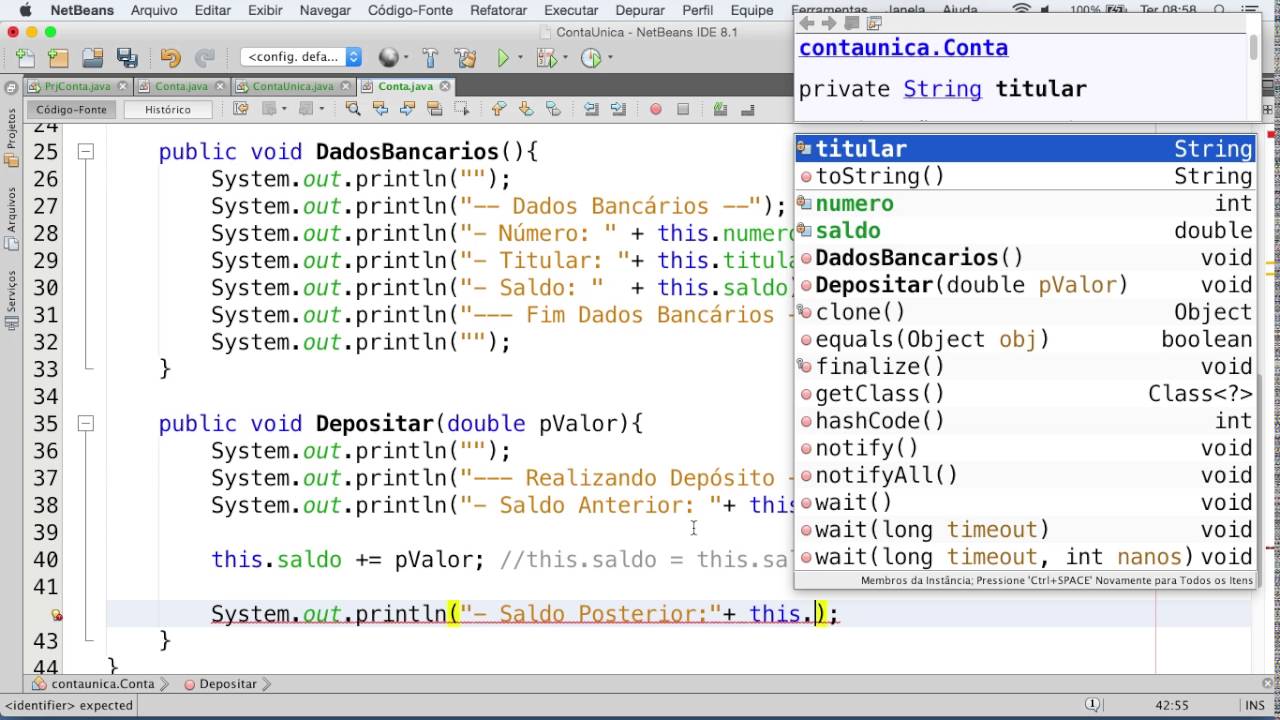 NetBeans Arquivo Editar Exibir Navegar Código-Fonte Refatorar Executar Depurar Perfil Equipe Ferramentas Janela Ajuda 100% Ter 08:58
ContaUnica - NetBeans IDE 8.1
<config. defa...
PrjConta.java Conta.java ContaUnica.java Conta.java
Código-Fonte Histórico
Projetos
Arquivos
Serviço
contaunica.Conta
private String titular
24
25 public void DadosBancarios(){
26 System.out.println("");
27 System.out.println("-- Dados Bancários --");
28 System.out.println("- Número: " + this.numero
29 System.out.println("- Titular: "+ this.titula
30 System.out.println("- Saldo: " + this.saldo)
31 System.out.println("--- Fim Dados Bancários -
32 System.out.println("");
33 }
34
35 public void Depositar(double pValor){
36 System.out.println("");
37 System.out.println("--- Realizando Depósito -
38 System.out.println("- Saldo Anterior: "+ this
39
40 this.saldo += pValor; //this.saldo = this.sal
41
System.out.println("- Saldo Posterior:"+ this.);
43 }
44 }
titular String
toString() String
numero int
saldo double
DadosBancarios() void
Depositar(double pValor) void
clone() Object
equals(Object obj) boolean
finalize() void
getClass() Class<?>
hashCode() int
notify() void
notifyAll() void
wait() void
wait(long timeout) void
wait(long timeout, int nanos) void
Membros da Instância; Pressione 'Ctrl+SPACE' Novamente para Todos os Itens
contaunica.Conta Depositar
<identifier> expected 1 42:55 INS